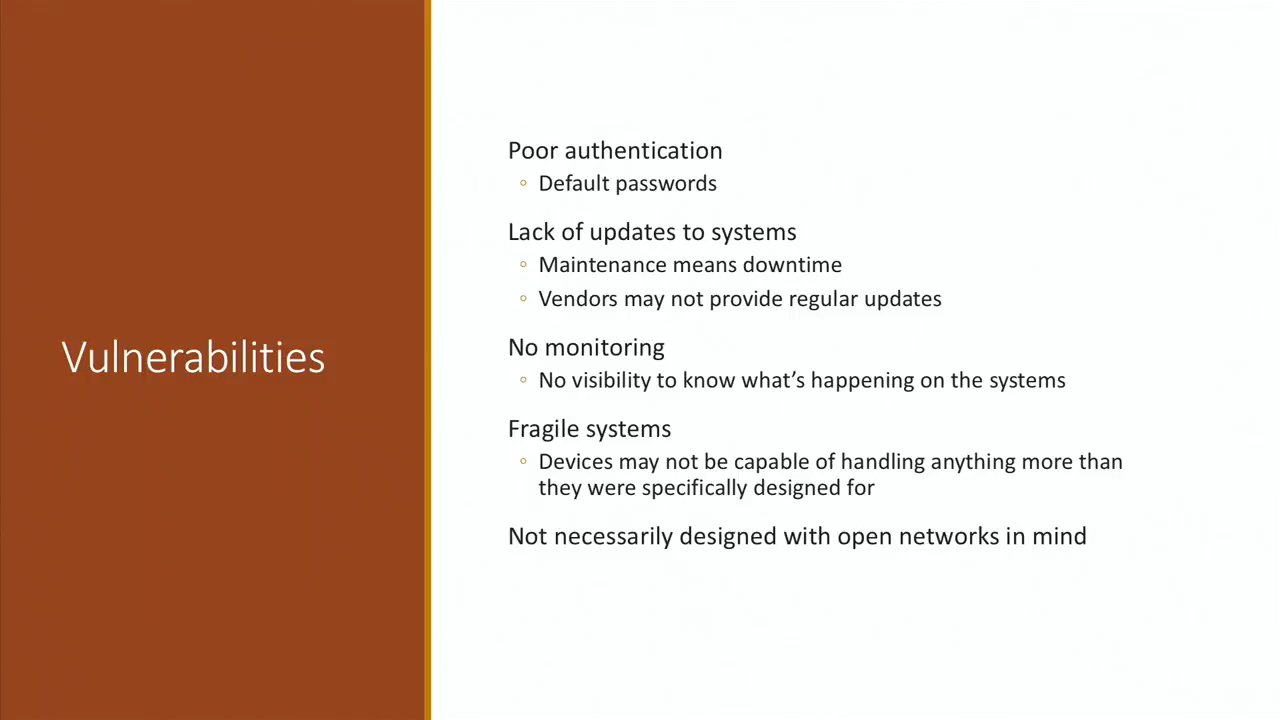 Vulnerabilities
Poor authentication
◦ Default passwords
Lack of updates to systems
◦ Maintenance means downtime
◦ Vendors may not provide regular updates
No monitoring
◦ No visibility to know what’s happening on the systems
Fragile systems
◦ Devices may not be capable of handling anything more than
they were specifically designed for
Not necessarily designed with open networks in mind